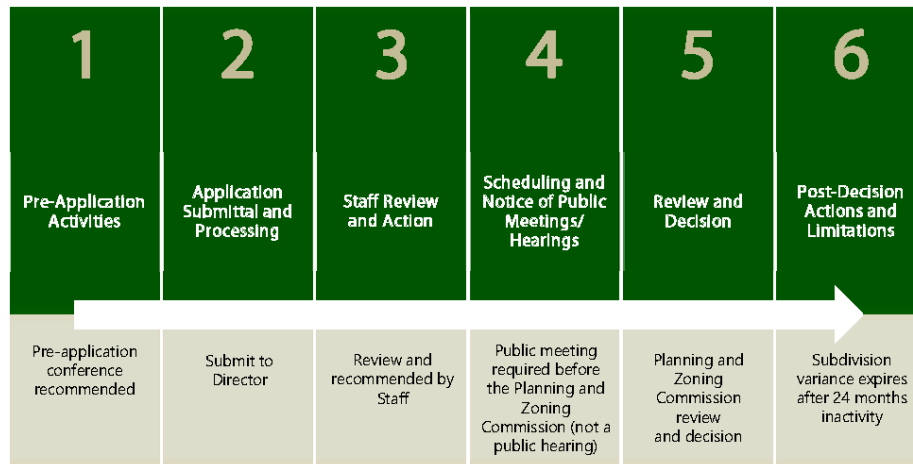 1
Pre-Application
Activities
Pre-application
conference
recommended
2
Application
Submittal and
Processing
Submit to
Director
3
Staff Review
and Action
Review and
recommended by
Staff
4
Scheduling and
Notice of Public
Meetings/
Hearings
Public meeting
required before
the Planning and
Zoning
Commission (not a
public hearing)
5
Review and
Decision
Planning and
Zoning
Commission
review
and decision
6
Post-Decision
Actions and
Limitations
Subdivision
variance expires
after 24 months
inactivity